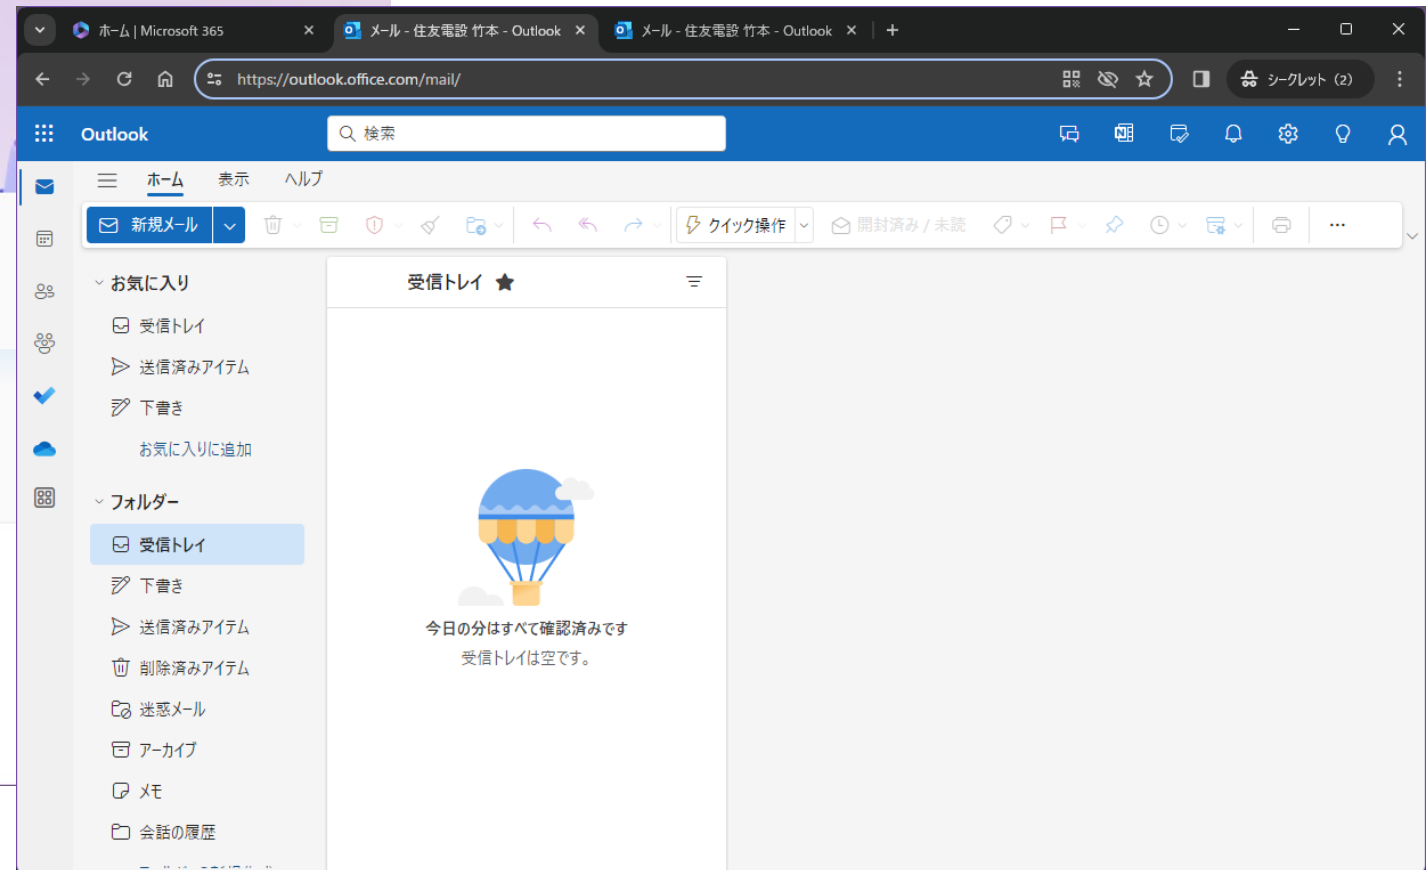 ホーム | Microsoft 365
メール - 住友電設 竹本 - Outlook
メール - 住友電設 竹本 - Outlook
https://outlook.office.com/mail/
シークレット (2)
Outlook
検索
ホーム 表示 ヘルプ
新規メール
クイック操作
開封済み / 未読
お気に入り
受信トレイ
送信済みアイテム
下書き
お気に入りに追加
フォルダー
受信トレイ
下書き
送信済みアイテム
削除済みアイテム
迷惑メール
アーカイブ
メモ
会話の履歴
受信トレイ
今日の分はすべて確認済みです
受信トレイは空です。